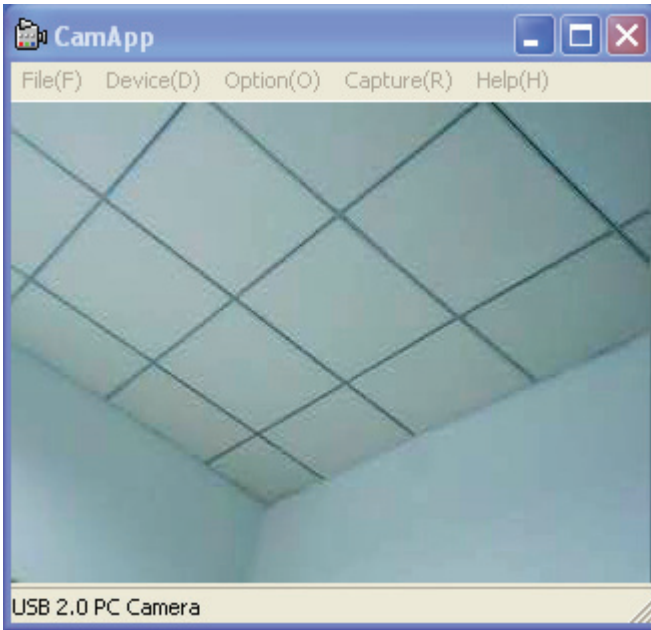 CamApp
File(F) Device(D) Option(O) Capture(R) Help(H)
USB 2.0 PC Camera